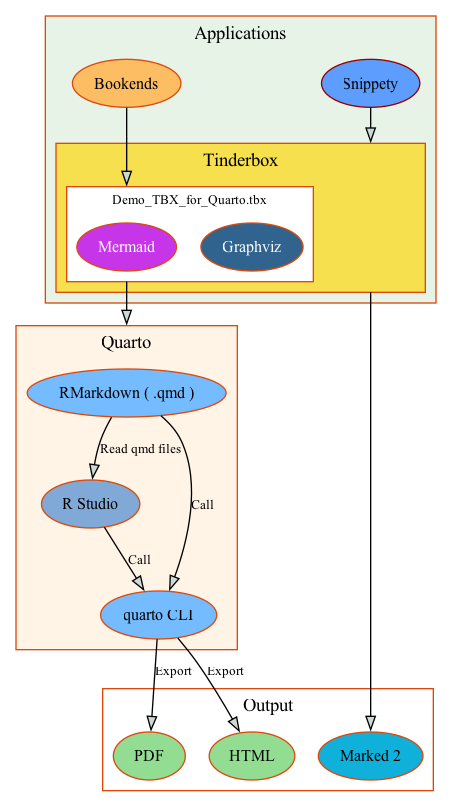 Applications
Bookends
Snippety
Tinderbox
Demo_TBX_for_Quarto.tbx
Mermaid
Graphviz
Quarto
RMarkdown ( .qmd )
Read qmd files
R Studio
Call
Call
quarto CLI
Export
Export
Output
PDF
HTML
Marked 2